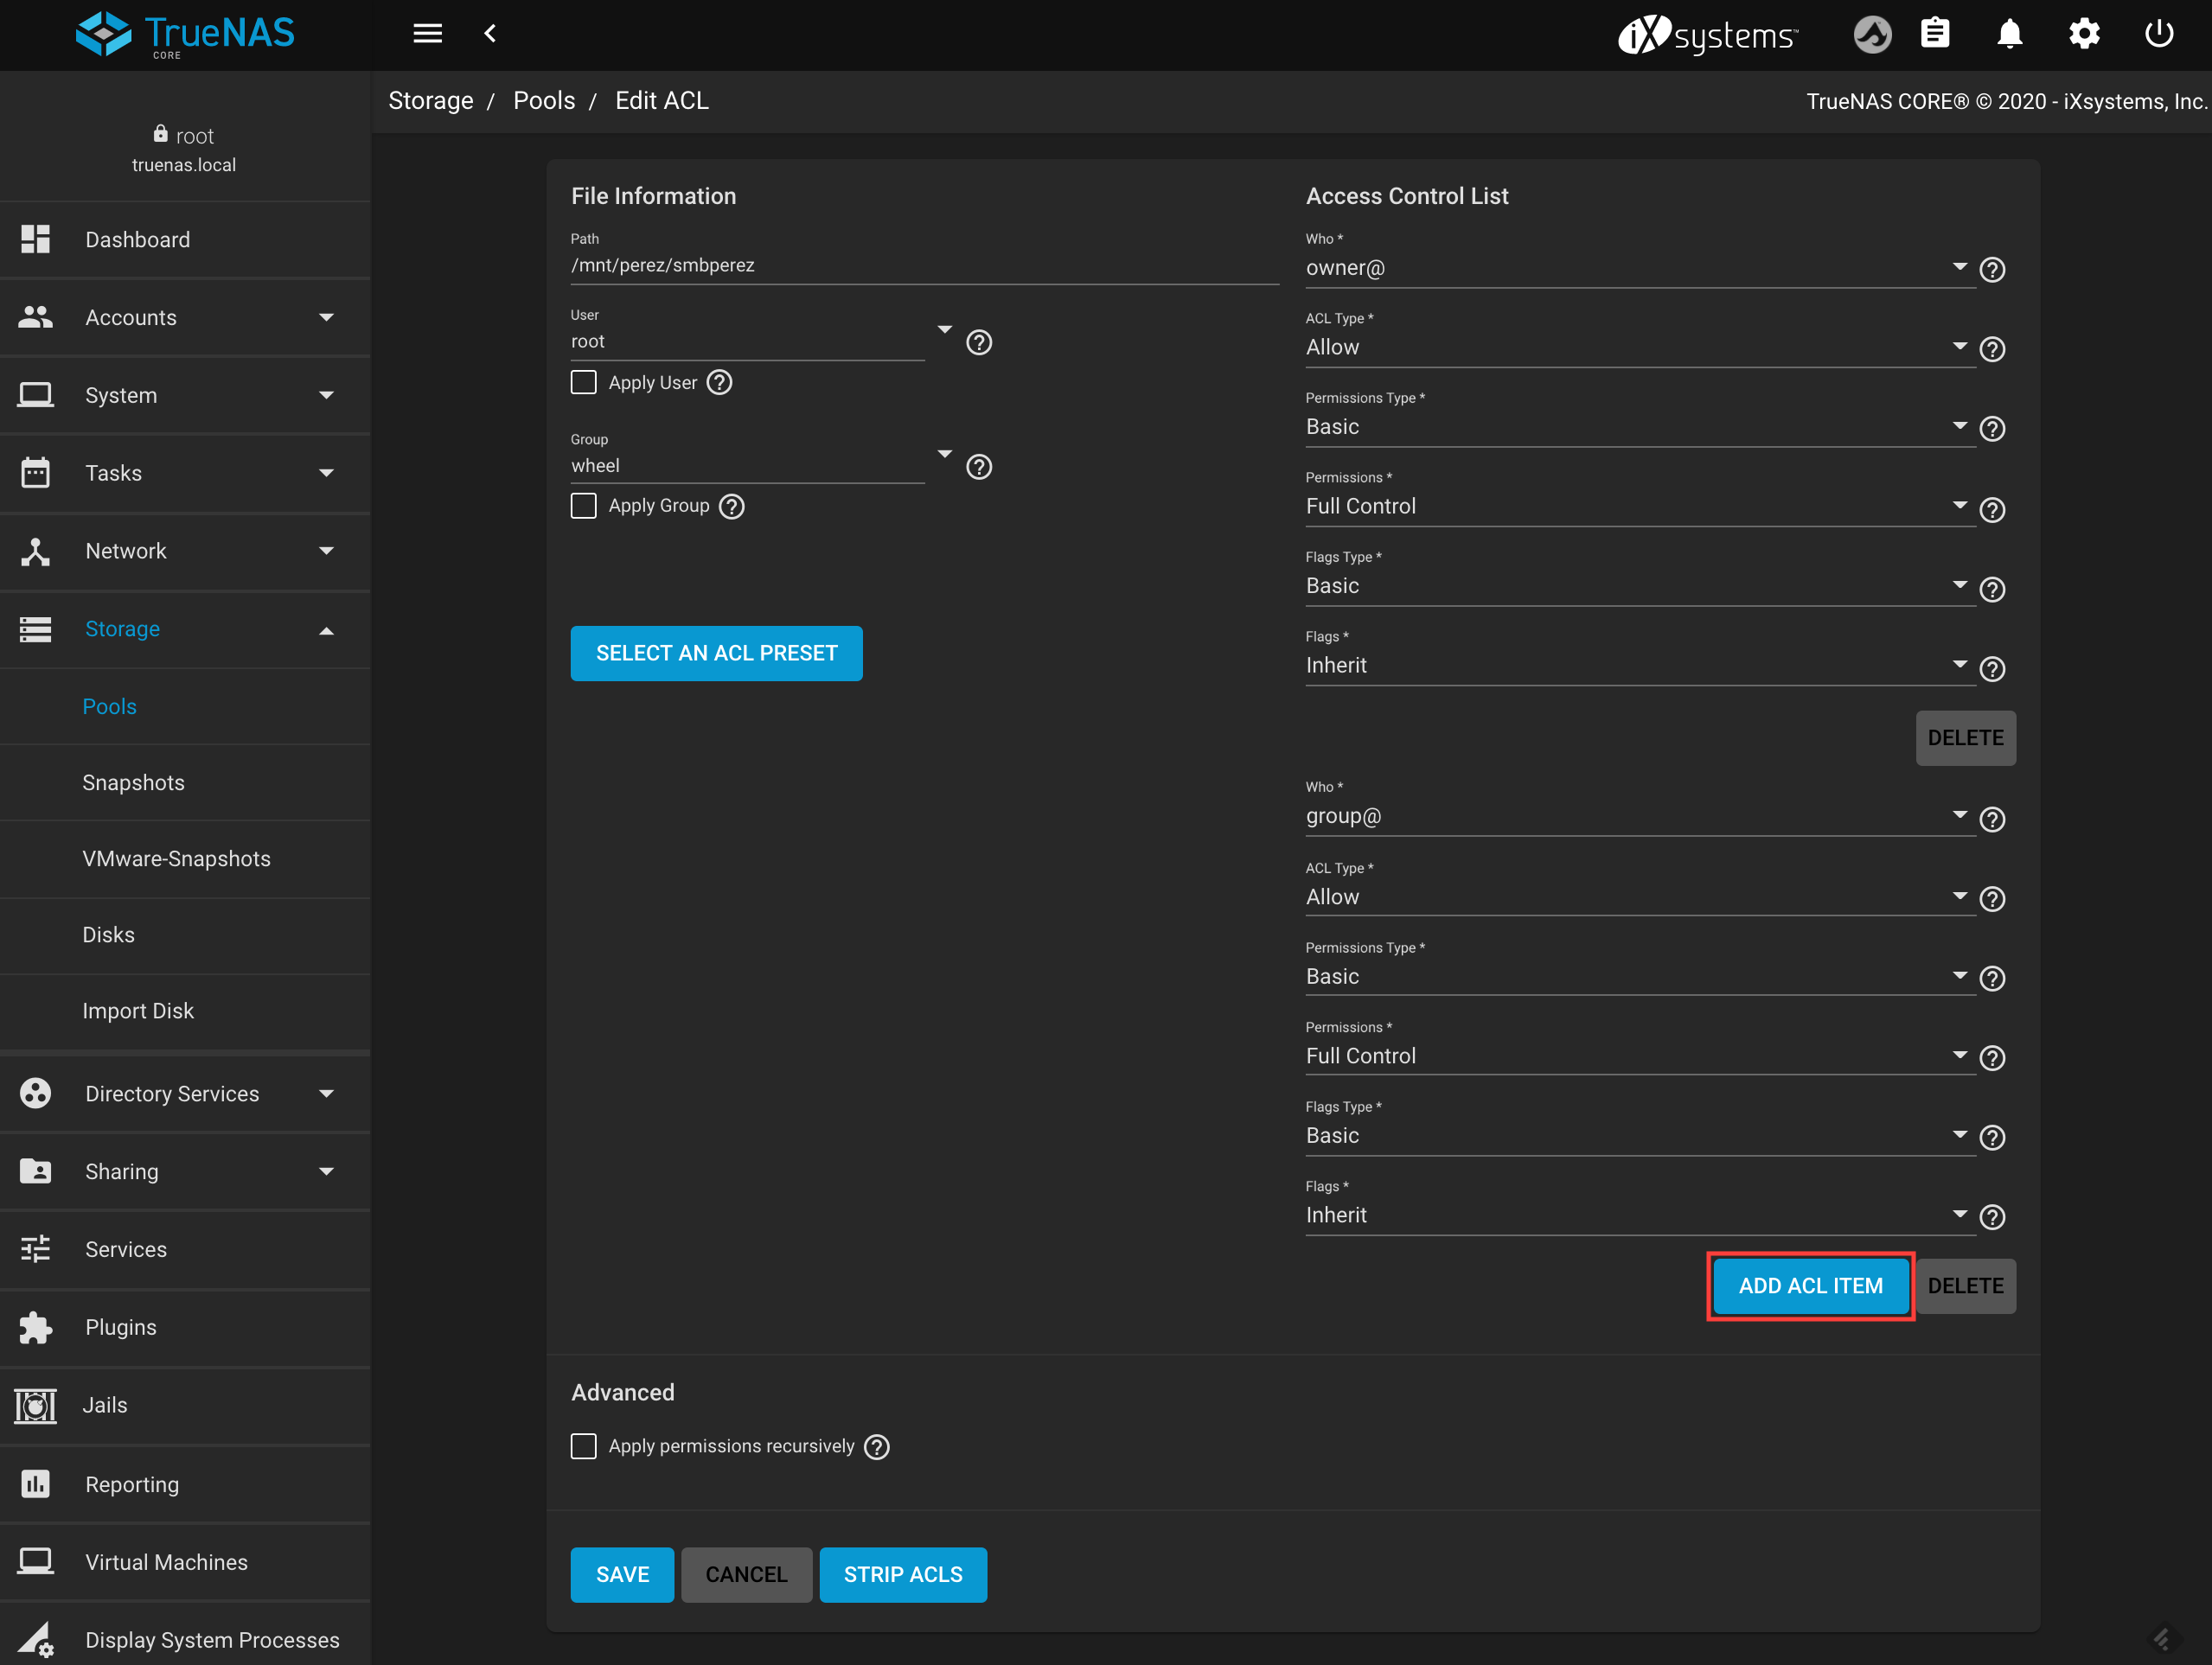 TrueNAS
CORE
iXsystems™
Storage / Pools / Edit ACL
TrueNAS CORE® © 2020 - iXsystems, Inc.
root
truenas.local
Dashboard
Accounts
System
Tasks
Network
Storage
Pools
Snapshots
VMware-Snapshots
Disks
Import Disk
Directory Services
Sharing
Services
Plugins
Jails
Reporting
Virtual Machines
Display System Processes
File Information
Path
/mnt/perez/smbperez
User
root
Apply User
Group
wheel
Apply Group
SELECT AN ACL PRESET
Access Control List
Who *
owner@
ACL Type *
Allow
Permissions Type *
Basic
Permissions *
Full Control
Flags Type *
Basic
Flags *
Inherit
DELETE
Who *
group@
ACL Type *
Allow
Permissions Type *
Basic
Permissions *
Full Control
Flags Type *
Basic
Flags *
Inherit
ADD ACL ITEM DELETE
Advanced
Apply permissions recursively
SAVE CANCEL STRIP ACLS